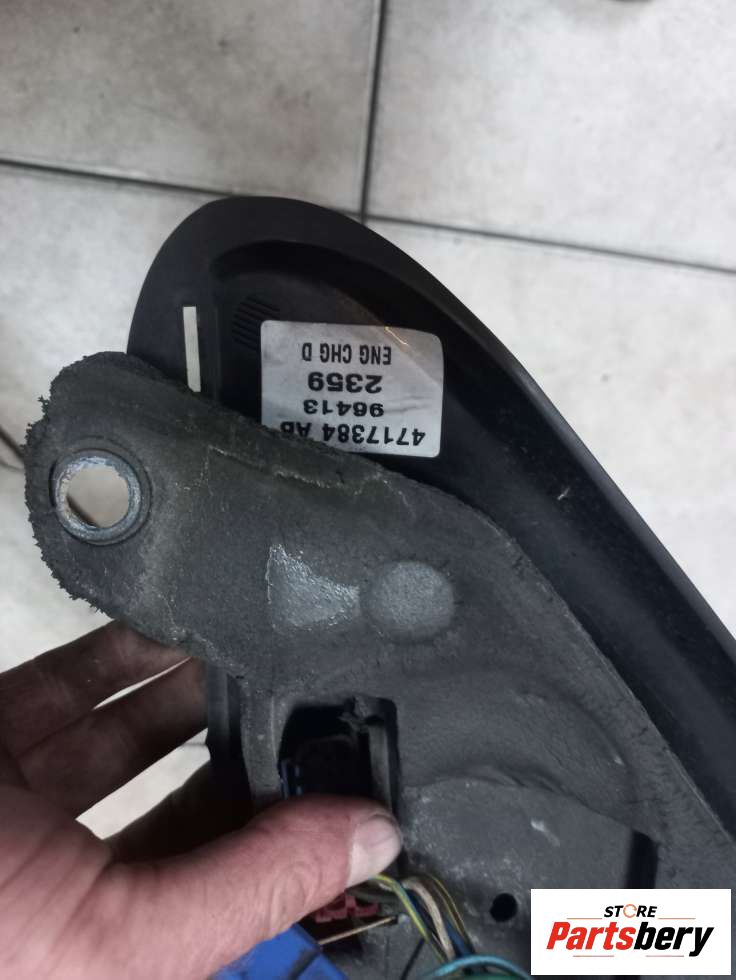 4717384 AB
96413
2359
ENG CHG D
STORE
Partsbery